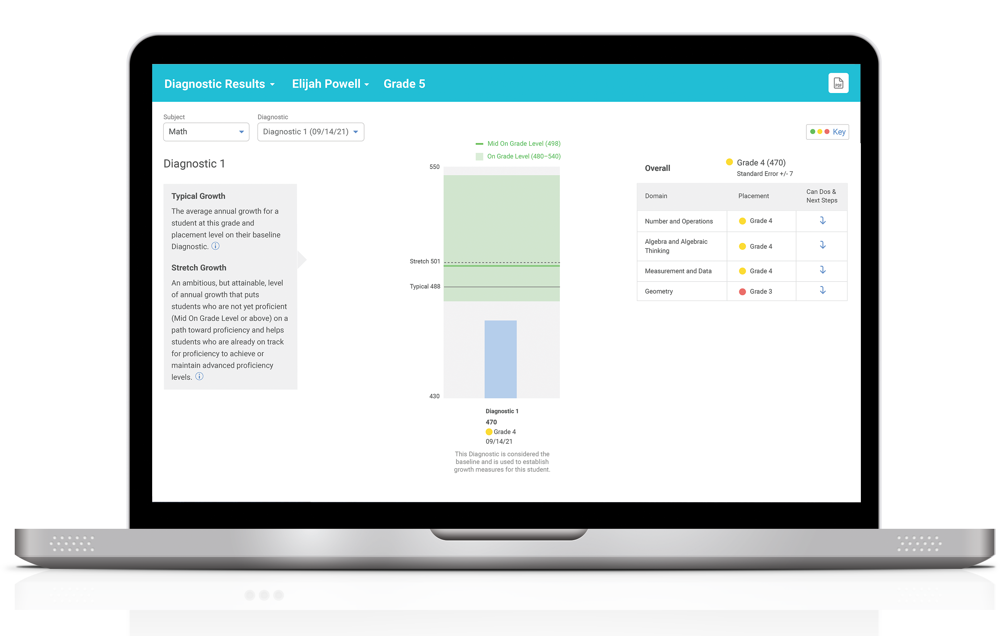 Diagnostic Results
Elijah Powell
Grade 5
PDF
Subject
Math
Diagnostic
Diagnostic 1 (09/14/21)
Key
Diagnostic 1
Typical Growth
The average annual growth for a
student at this grade and
placement level on their baseline
Diagnostic.
Stretch Growth
An ambitious, but attainable, level
of annual growth that puts
students who are not yet proficient
(Mid On Grade Level or above) on a
path toward proficiency and helps
students who are already on track
for proficiency to achieve or
maintain advanced proficiency
levels.
Mid On Grade Level (498)
On Grade Level (480–540)
550
Stretch 501
Typical 488
430
Diagnostic 1
470
Grade 4
09/14/21
This Diagnostic is considered the
baseline and is used to establish
growth measures for this student.
Overall
Grade 4 (470)
Standard Error +/- 7
Domain
Placement
Can Dos &
Next Steps
Number and Operations
Grade 4
Algebra and Algebraic
Thinking
Grade 4
Measurement and Data
Grade 4
Geometry
Grade 3